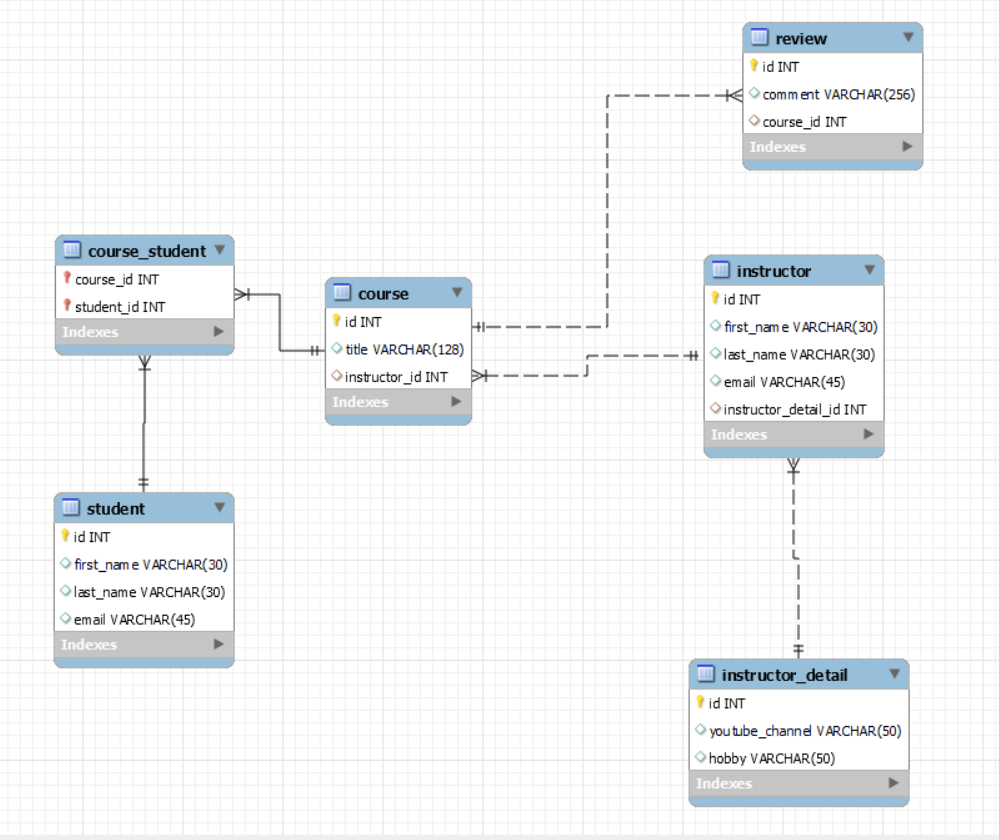 review
id INT
comment VARCHAR(256)
course_id INT
Indexes
course_student
course_id INT
student_id INT
Indexes
course
id INT
title VARCHAR(128)
instructor_id INT
Indexes
instructor
id INT
first_name VARCHAR(30)
last_name VARCHAR(30)
email VARCHAR(45)
instructor_detail_id INT
Indexes
student
id INT
first_name VARCHAR(30)
last_name VARCHAR(30)
email VARCHAR(45)
Indexes
instructor_detail
id INT
youtube_channel VARCHAR(50)
hobby VARCHAR(50)
Indexes